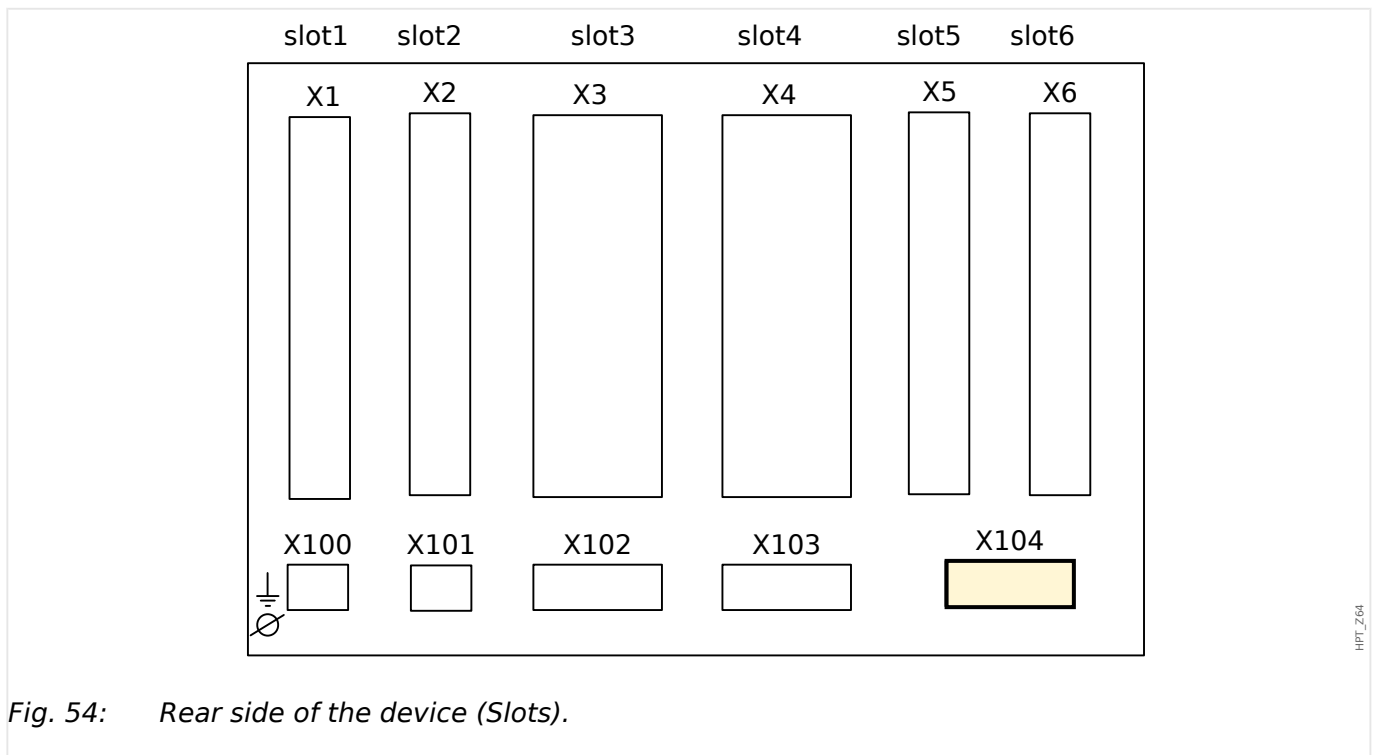 slot1 slot2 slot3 slot4 slot5 slot6
X1 X2 X3 X4 X5 X6
X100 X101 X102 X103 X104
HPT_Z64
Fig. 54: Rear side of the device (Slots).